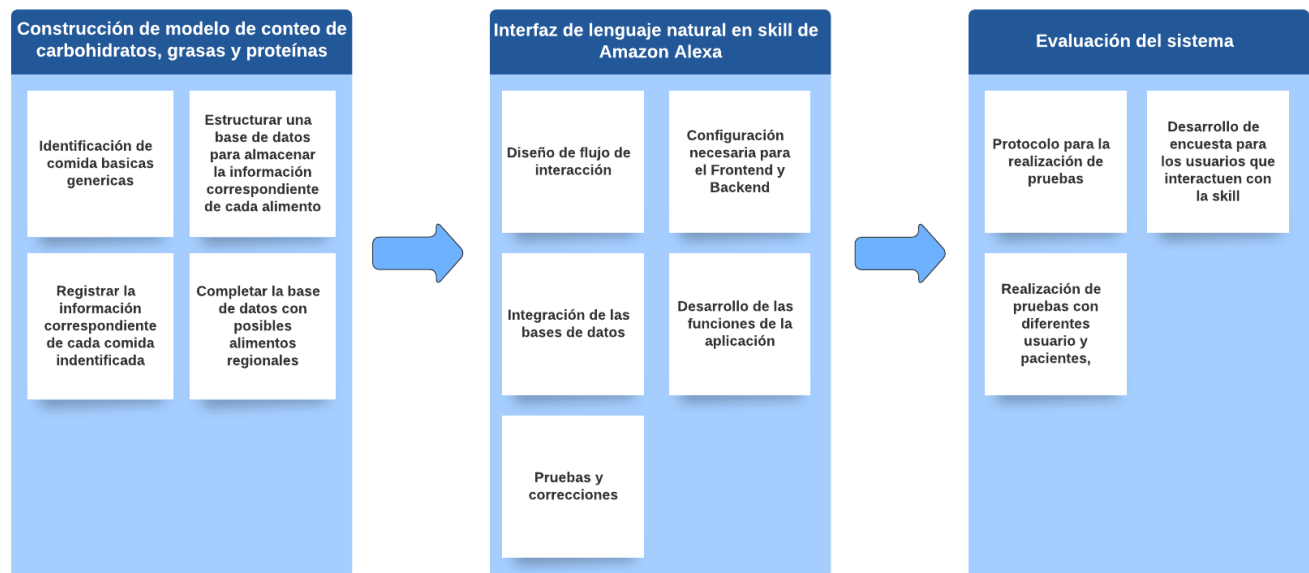 Construcción de modelo de conteo de
carbohidratos, grasas y proteínas
Identificación de
comida basicas
genericas
Estructurar una
base de datos
para almacenar
la información
correspondiente
de cada alimento
Registrar la
información
correspondiente
de cada comida
indentificada
Completar la base
de datos con
posibles
alimentos
regionales
Interfaz de lenguaje natural en skill de
Amazon Alexa
Diseño de flujo de
interacción
Configuración
necesaria para
el Frontend y
Backend
Integración de las
bases de datos
Desarrollo de las
funciones de la
aplicación
Pruebas y
correcciones
Evaluación del sistema
Protocolo para la
realización de
pruebas
Desarrollo de
encuesta para
los usuarios que
interactuen con
la skill
Realización de
pruebas con
diferentes
usuario y
pacientes,